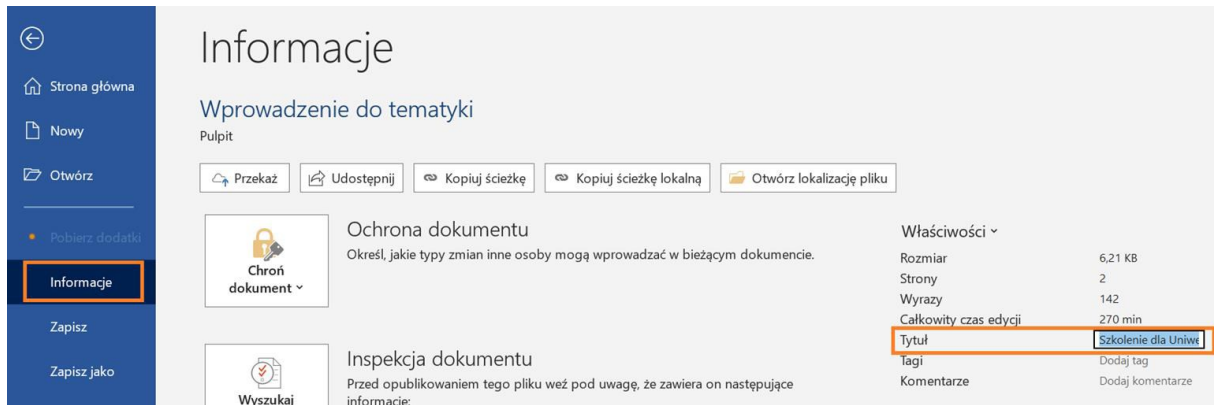 Informacje
Strona główna
Nowy
Otwórz
Pobierz dodatki
Informacje
Zapisz
Zapisz jako
Wprowadzenie do tematyki
Pulpit
Przekaż Udostępnij Kopiuj ścieżkę Kopiuj ścieżkę lokalną Otwórz lokalizację pliku
Chroń
dokument
Ochrona dokumentu
Określ, jakie typy zmian inne osoby mogą wprowadzać w bieżącym dokumencie.
Wyszukaj
Inspekcja dokumentu
Przed opublikowaniem tego pliku weź pod uwagę, że zawiera on następujące
informacje:
Właściwości
Rozmiar 6,21 KB
Strony 2
Wyrazy 142
Całkowity czas edycji 270 min
Tytuł Szkolenie dla Uniwe
Tagi Dodaj tag
Komentarze Dodaj komentarze